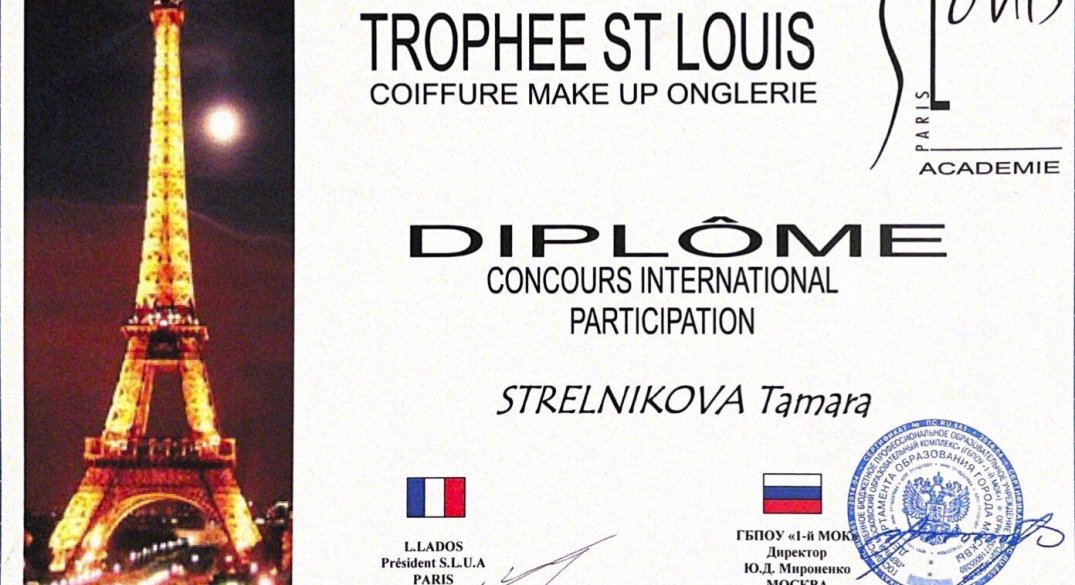 TROPHEE ST LOUIS
COIFFURE MAKE UP ONGLERIE
PARIS
ACADEMIE
DIPLÔME
CONCOURS INTERNATIONAL
PARTICIPATION
STRELNIKOVA Tamara
L.LADOS
Président S.L.U.A
PARIS
ГБПОУ «1-й МОК»
Директор
Ю.Д. Мироненко
МОСКВА